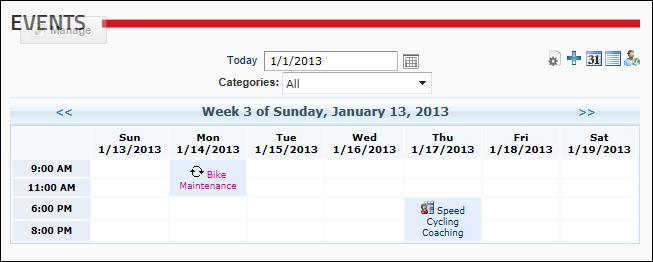 EVENTS
Manage
Today 1/1/2013
31
Categories: All
<< Week 3 of Sunday, January 13, 2013 >>
Sun Mon Tue Wed Thu Fri Sat
1/13/2013 1/14/2013 1/15/2013 1/16/2013 1/17/2013 1/18/2013 1/19/2013
9:00 AM Bike
11:00 AM Maintenance
6:00 PM Speed
Cycling
8:00 PM Coaching